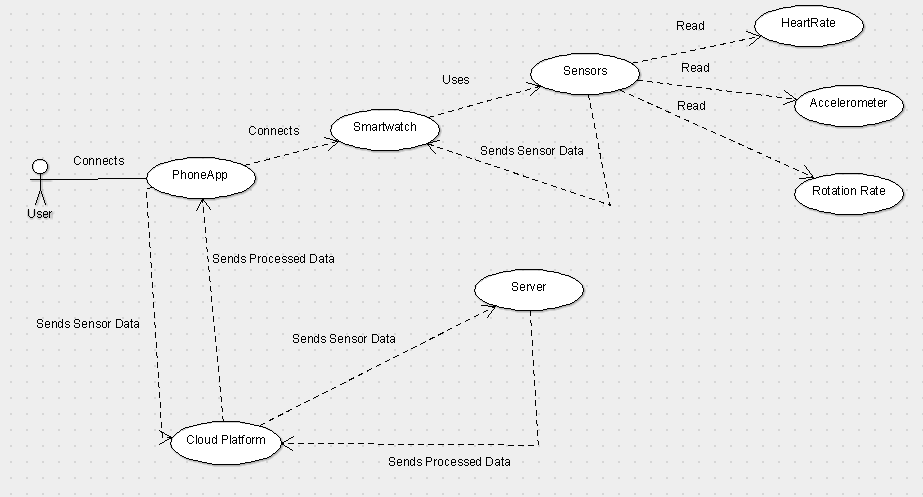 HeartRate
Read
Sensors
Read
Uses
Accelerometer
Read
Smartwatch
Connects
Sends Sensor Data
Connects
PhoneApp
Rotation Rate
User
Sends Processed Data
Server
Sends Sensor Data
Sends Sensor Data
Cloud Platform
Sends Processed Data